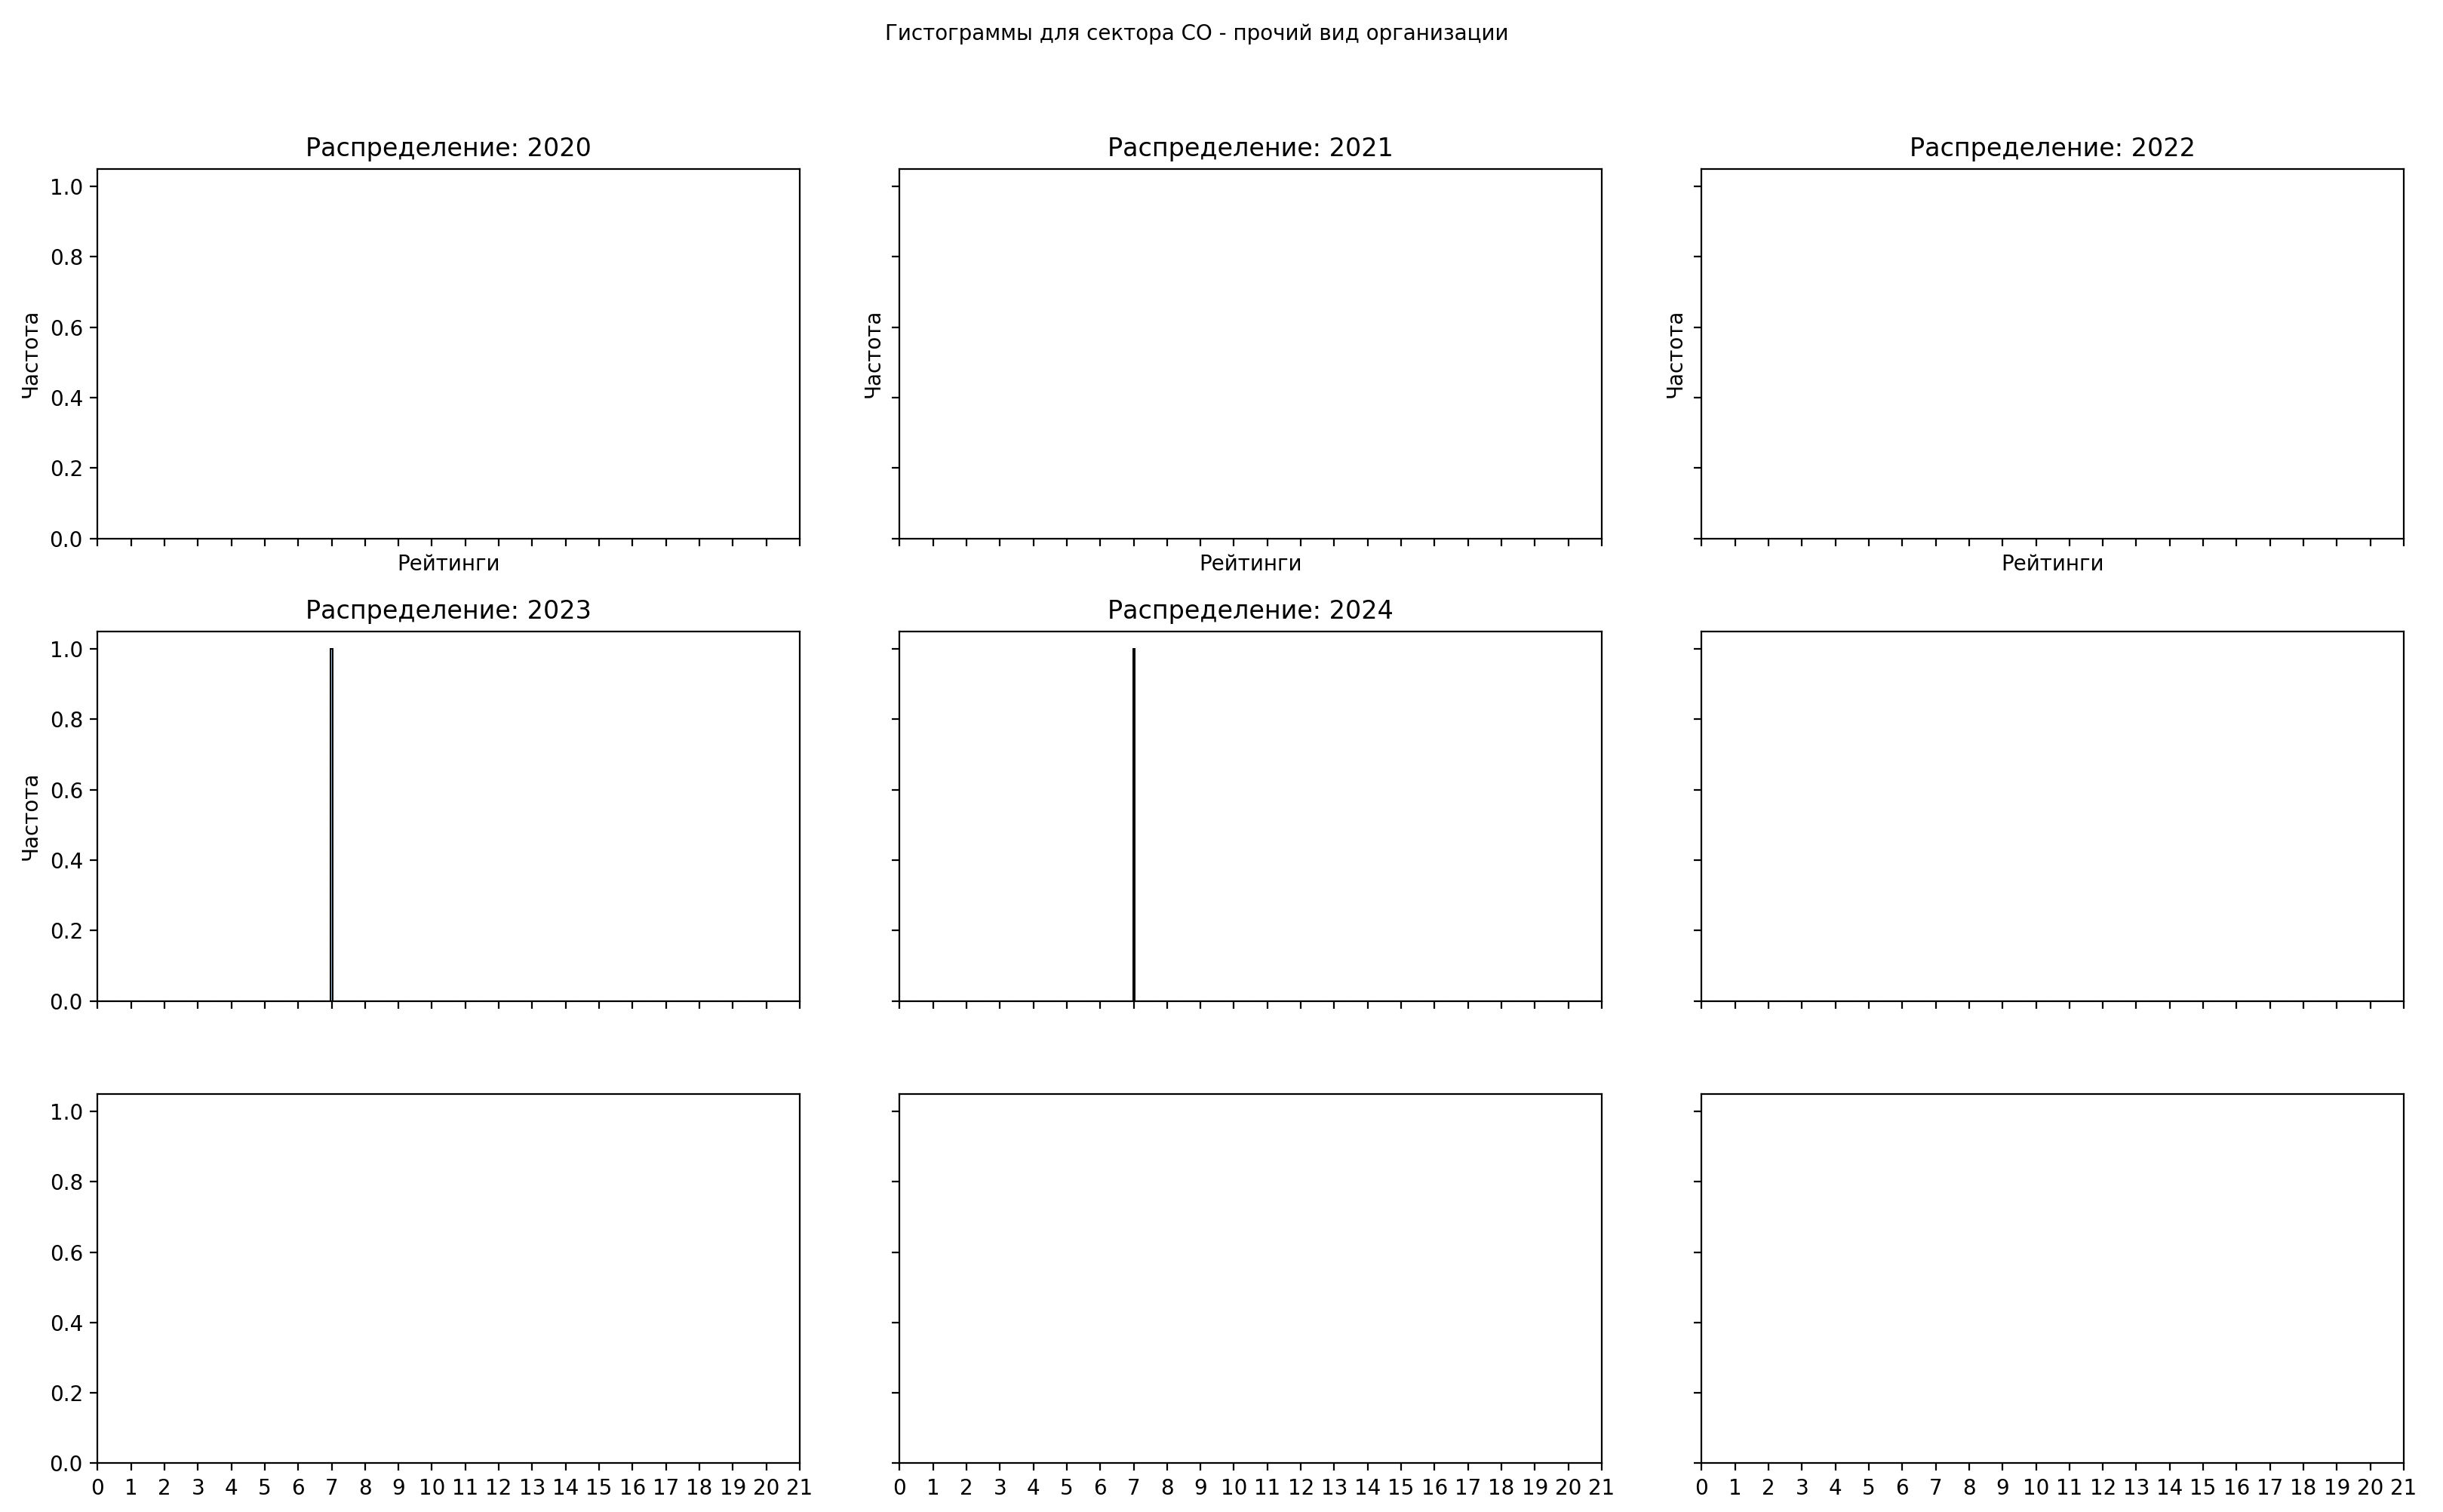 Гистограммы для сектора CO - прочий вид организации
Распределение: 2020
1.0
0.8
0.6
0.4
0.2
0.0
Частота
Рейтинги
Распределение: 2021
Частота
Рейтинги
Распределение: 2022
Частота
Рейтинги
Распределение: 2023
1.0
0.8
0.6
0.4
0.2
0.0
Частота
Распределение: 2024
1.0
0.8
0.6
0.4
0.2
0.0
0 1 2 3 4 5 6 7 8 9 10 11 12 13 14 15 16 17 18 19 20 21
0 1 2 3 4 5 6 7 8 9 10 11 12 13 14 15 16 17 18 19 20 21
0 1 2 3 4 5 6 7 8 9 10 11 12 13 14 15 16 17 18 19 20 21